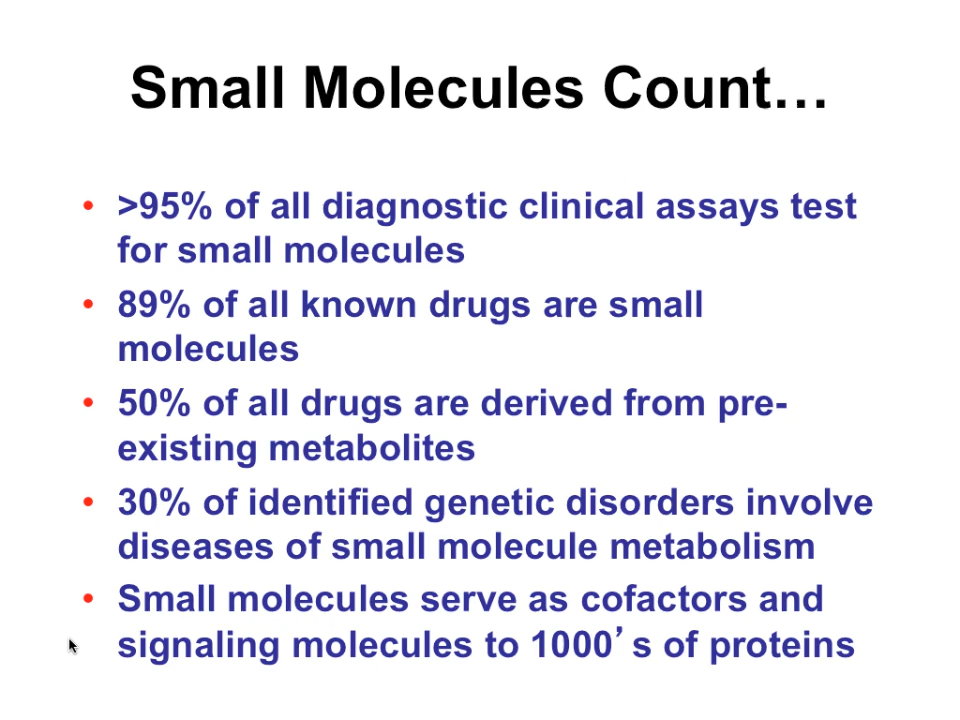 Small Molecules Count…
• >95% of all diagnostic clinical assays test
for small molecules
• 89% of all known drugs are small
molecules
• 50% of all drugs are derived from pre-
existing metabolites
• 30% of identified genetic disorders involve
diseases of small molecule metabolism
• Small molecules serve as cofactors and
signaling molecules to 1000’s of proteins